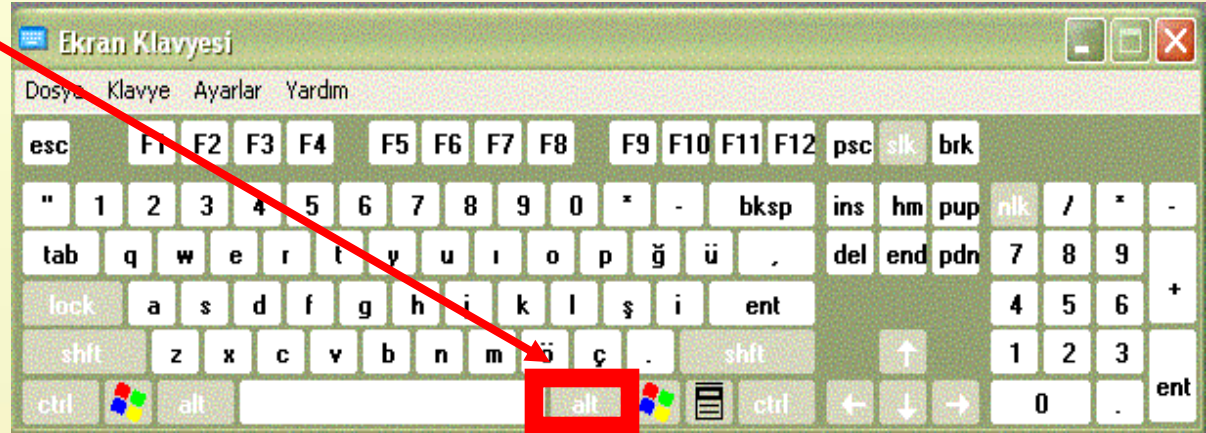 Ekran Klavyesi
Dosya Klavye Ayarlar Yardım
esc F1 F2 F3 F4 F5 F6 F7 F8 F9 F10 F11 F12 psc slk brk
" 1 2 3 4 5 6 7 8 9 0 * - bksp ins hm pup nlk / * -
tab q w e r t y u ı o p ğ ü , del end pdn 7 8 9 +
lock a s d f g h j k l ş i ent 4 5 6
shft z x c v b n m ö ç . shft ↑ 1 2 3 ent
ctrl alt alt ctrl ← ↓ → 0 .